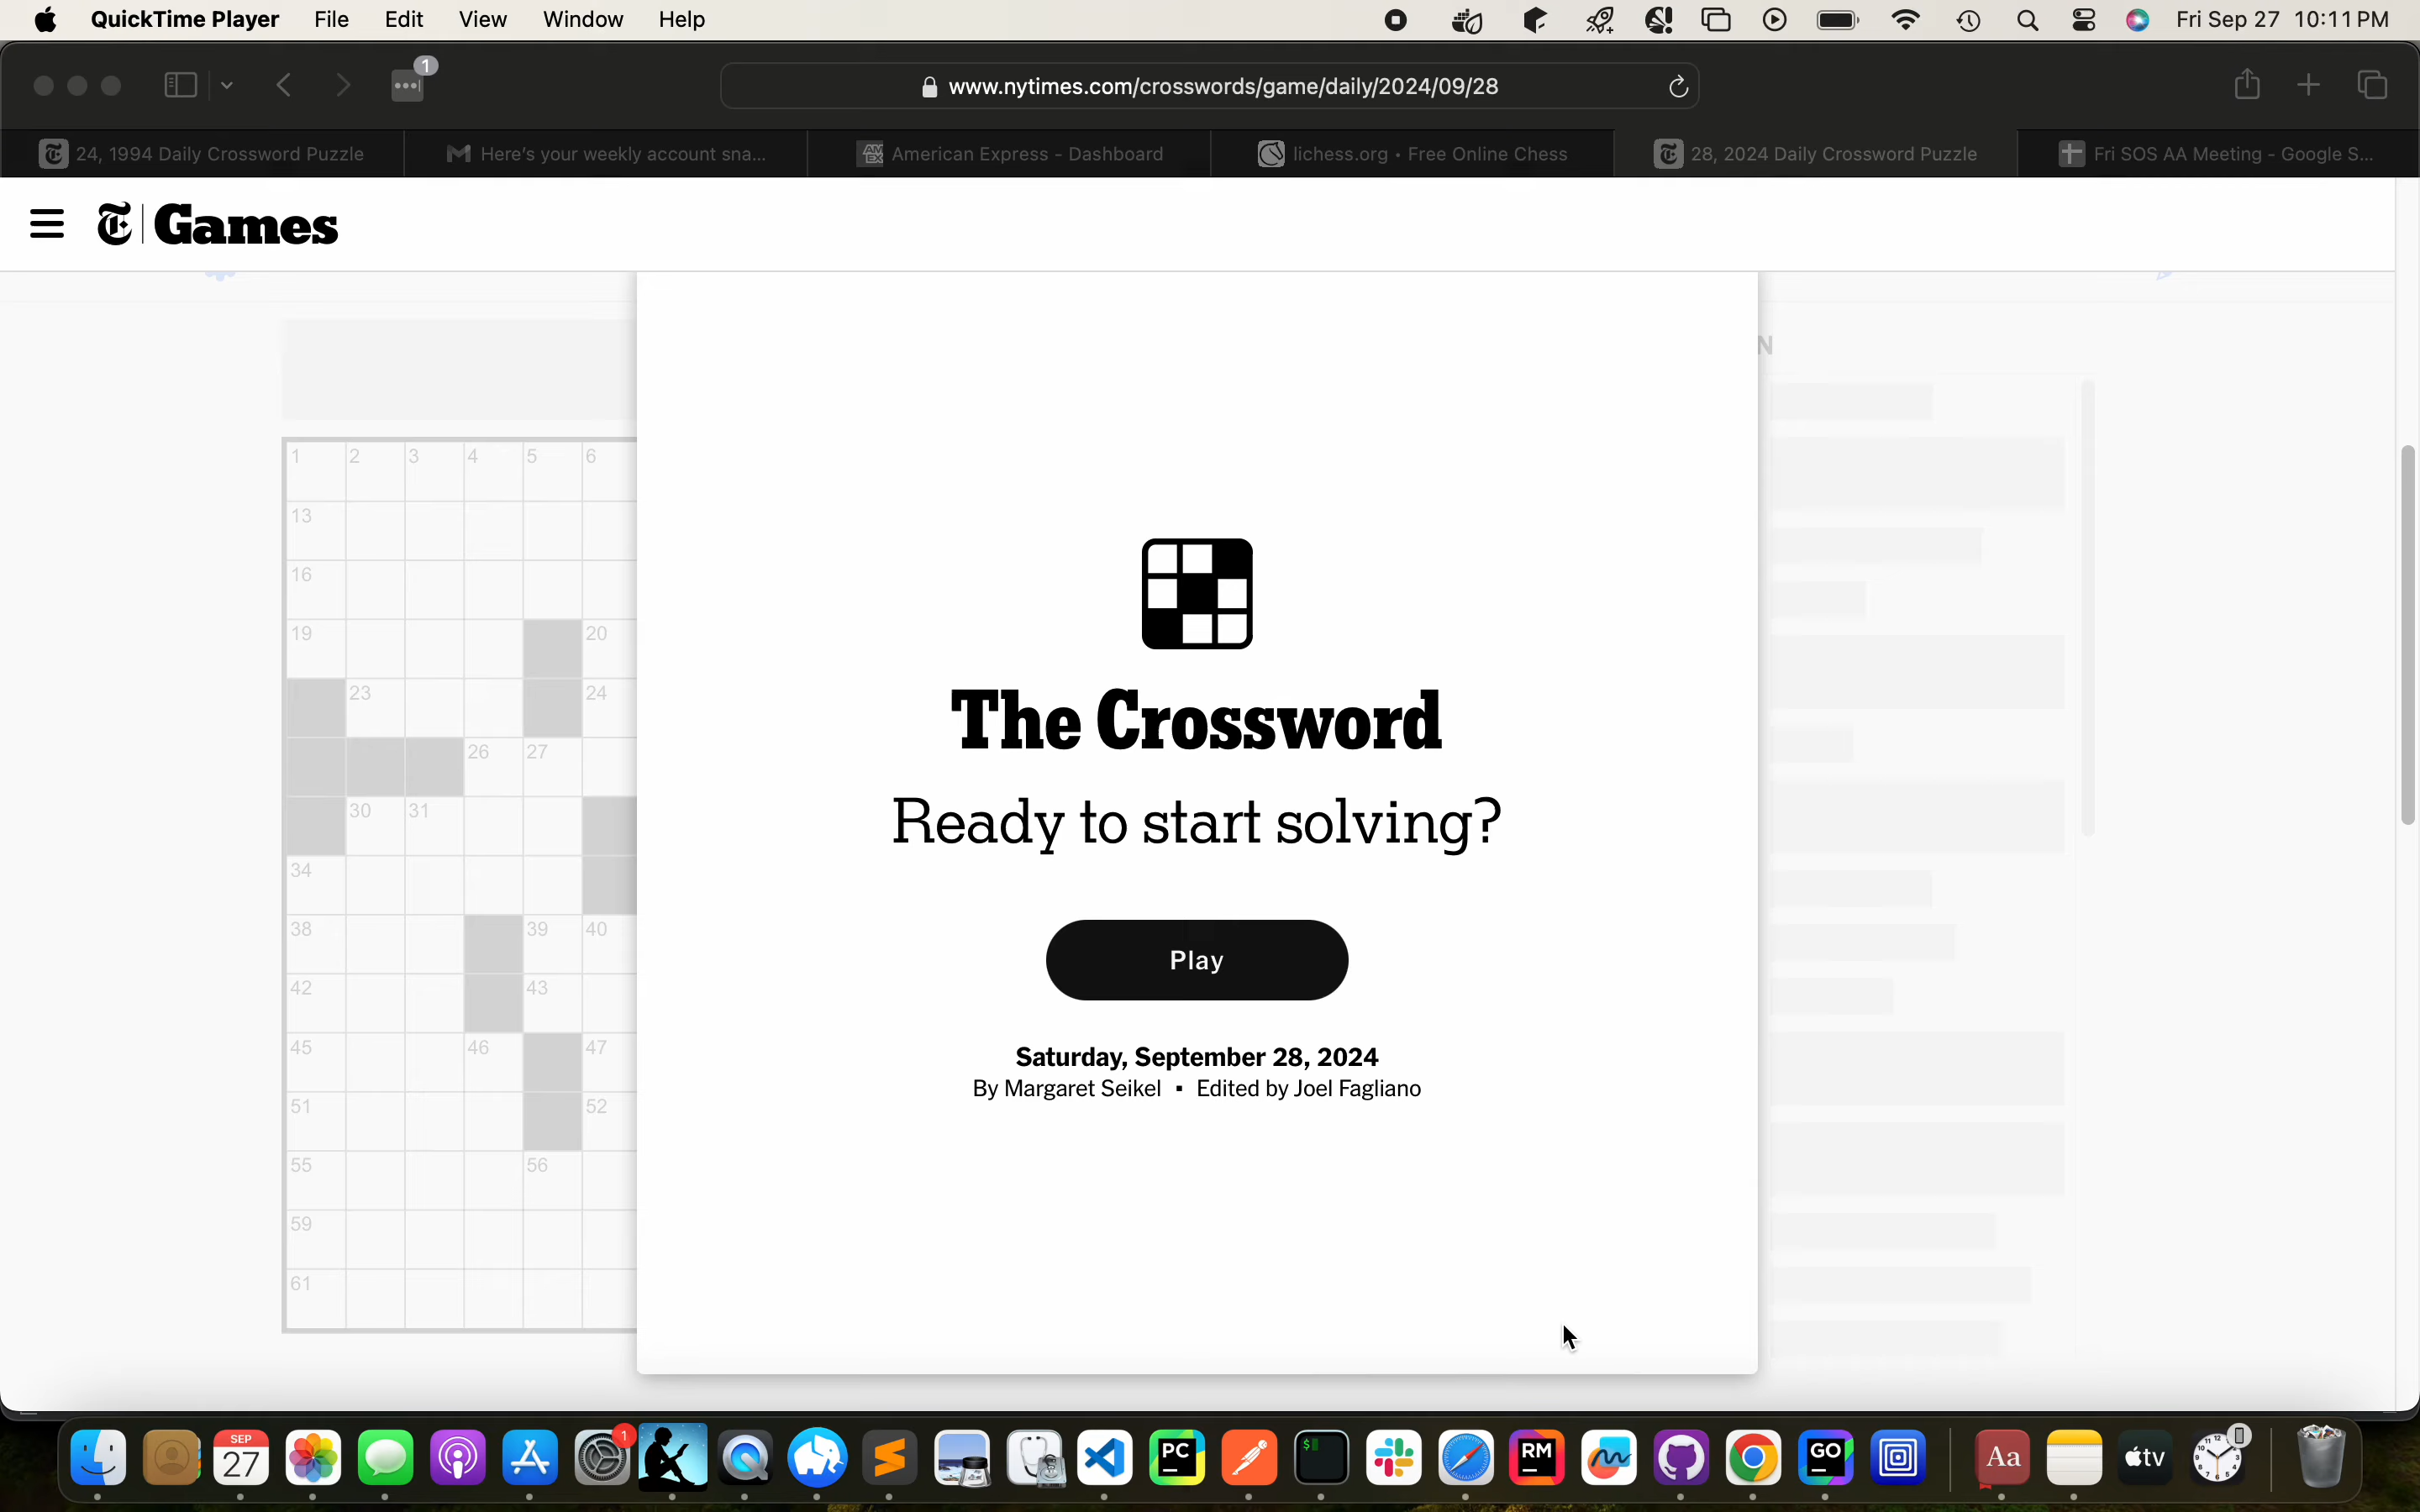 QuickTime Player File Edit View Window Help Fri Sep 27 10:11 PM
1
www.nytimes.com/crosswords/game/daily/2024/09/28
24, 1994 Daily Crossword Puzzle
Here's your weekly account sna...
American Express - Dashboard
lichess.org • Free Online Chess
28, 2024 Daily Crossword Puzzle
Fri SOS AA Meeting - Google S...
T Games
N
1 2 3 4 5 6
13
16
19 20
23 24
26 27
30 31
34
38 39 40
42 43
45 46 47
51 52
55 56
59
61
The Crossword
Ready to start solving?
Play
Saturday, September 28, 2024
By Margaret Seikel ▪ Edited by Joel Fagliano
SEP
27
1
PC
$
RM
GO
Aa
tv